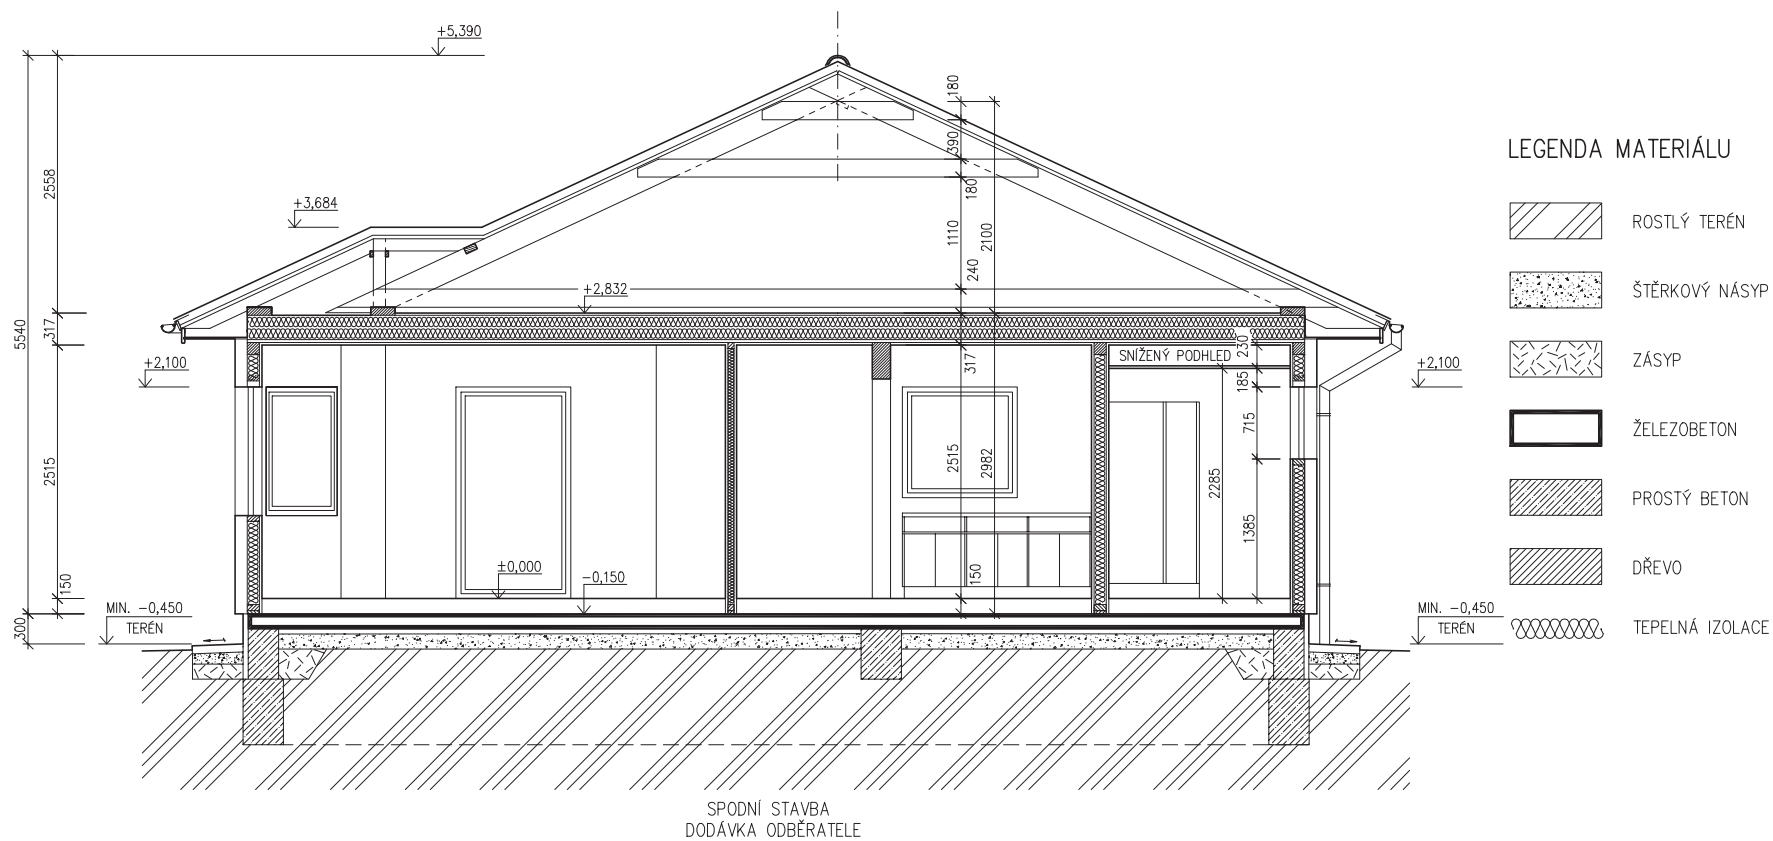 +5,390
180
390
LEGENDA MATERIÁLU
2558
180
+3,684
ROSTLÝ TERÉN
1110
2100
240
+2,832
ŠTĚRKOVÝ NÁSYP
5540
317
230
SNÍŽENÝ PODHLED
+2,100
317
185
+2,100
ZÁSYP
715
ŽELEZOBETON
2515
2515
2982
2285
PROSTÝ BETON
1385
±0,000
-0,150
150
150
DŘEVO
MIN. -0,450
TERÉN
300
MIN. -0,450
TERÉN
TEPELNÁ IZOLACE
SPODNÍ STAVBA
DODÁVKA ODBĚRATELE